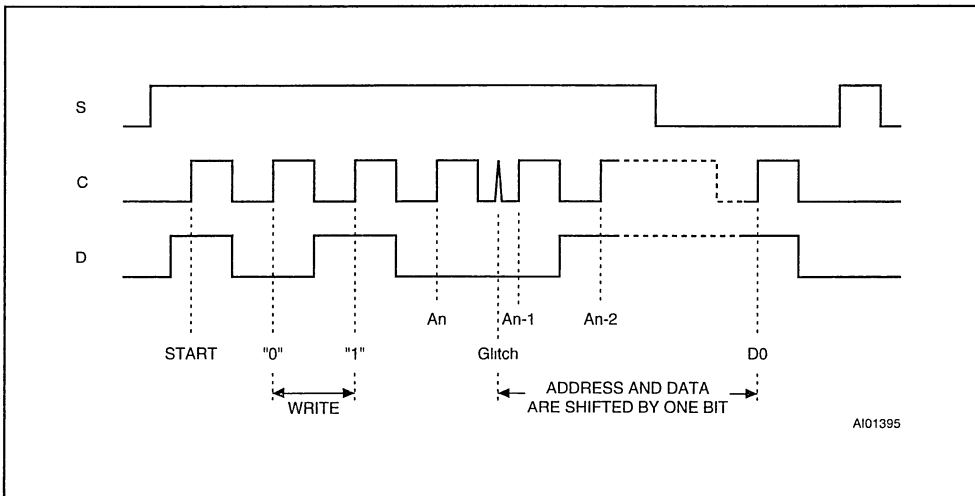 S
C
D
An An-1 An-2
START "0" "1" Glitch D0
WRITE
ADDRESS AND DATA
ARE SHIFTED BY ONE BIT
AI01395